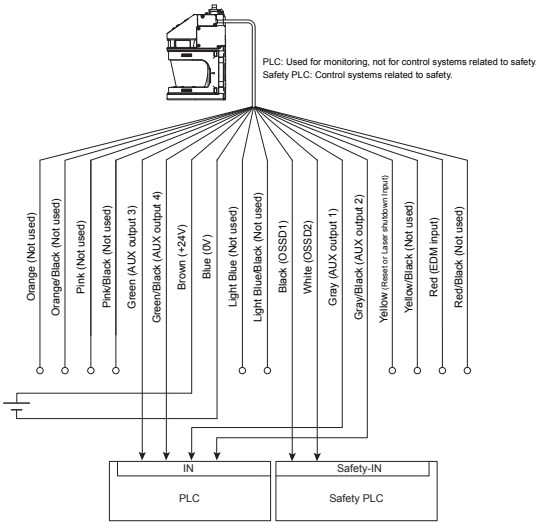 PLC: Used for monitoring, not for control systems related to safety
Safety PLC: Control systems related to safety.
Orange (Not used)
Orange/Black (Not used)
Pink (Not used)
Pink/Black (Not used)
Green (AUX output 3)
Green/Black (AUX output 4)
Brown (+24V)
Blue (0V)
Light Blue (Not used)
Light Blue/Black (Not used)
Black (OSSD1)
White (OSSD2)
Gray (AUX output 1)
Gray/Black (AUX output 2)
Yellow (Reset or Laser shutdown Input)
Yellow/Black (Not used)
Red (EDM input)
Red/Black (Not used)
IN
Safety-IN
PLC
Safety PLC